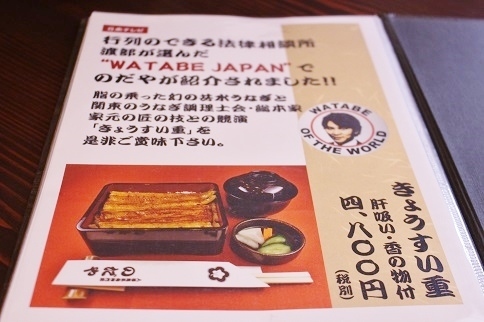 日本テレビ
行列のできる法律相談所
渡部が選んだ
"WATABE JAPAN"で
のだやが紹介されました!!
脂の乗った幻の共水うなぎと
関東のうなぎ調理士会・総本家
家元の匠の技との競演
「きょうすい重」を
是非ご賞味下さい。
WATABE
OF THE WORLD
きょうすい重
肝吸い・香の物付
四、八〇〇円
(税別)